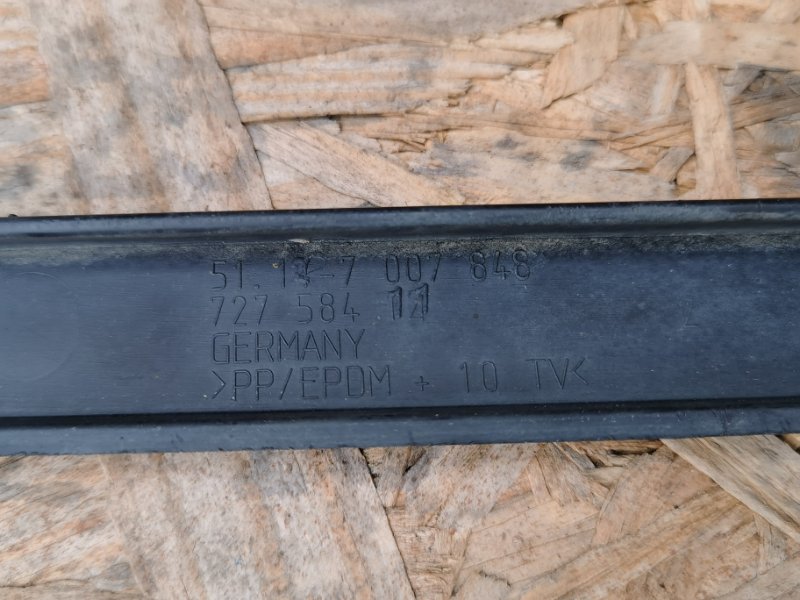 51.13-7 007 848
727 584 11
GERMANY
>PP/EPDM + 10 TV<